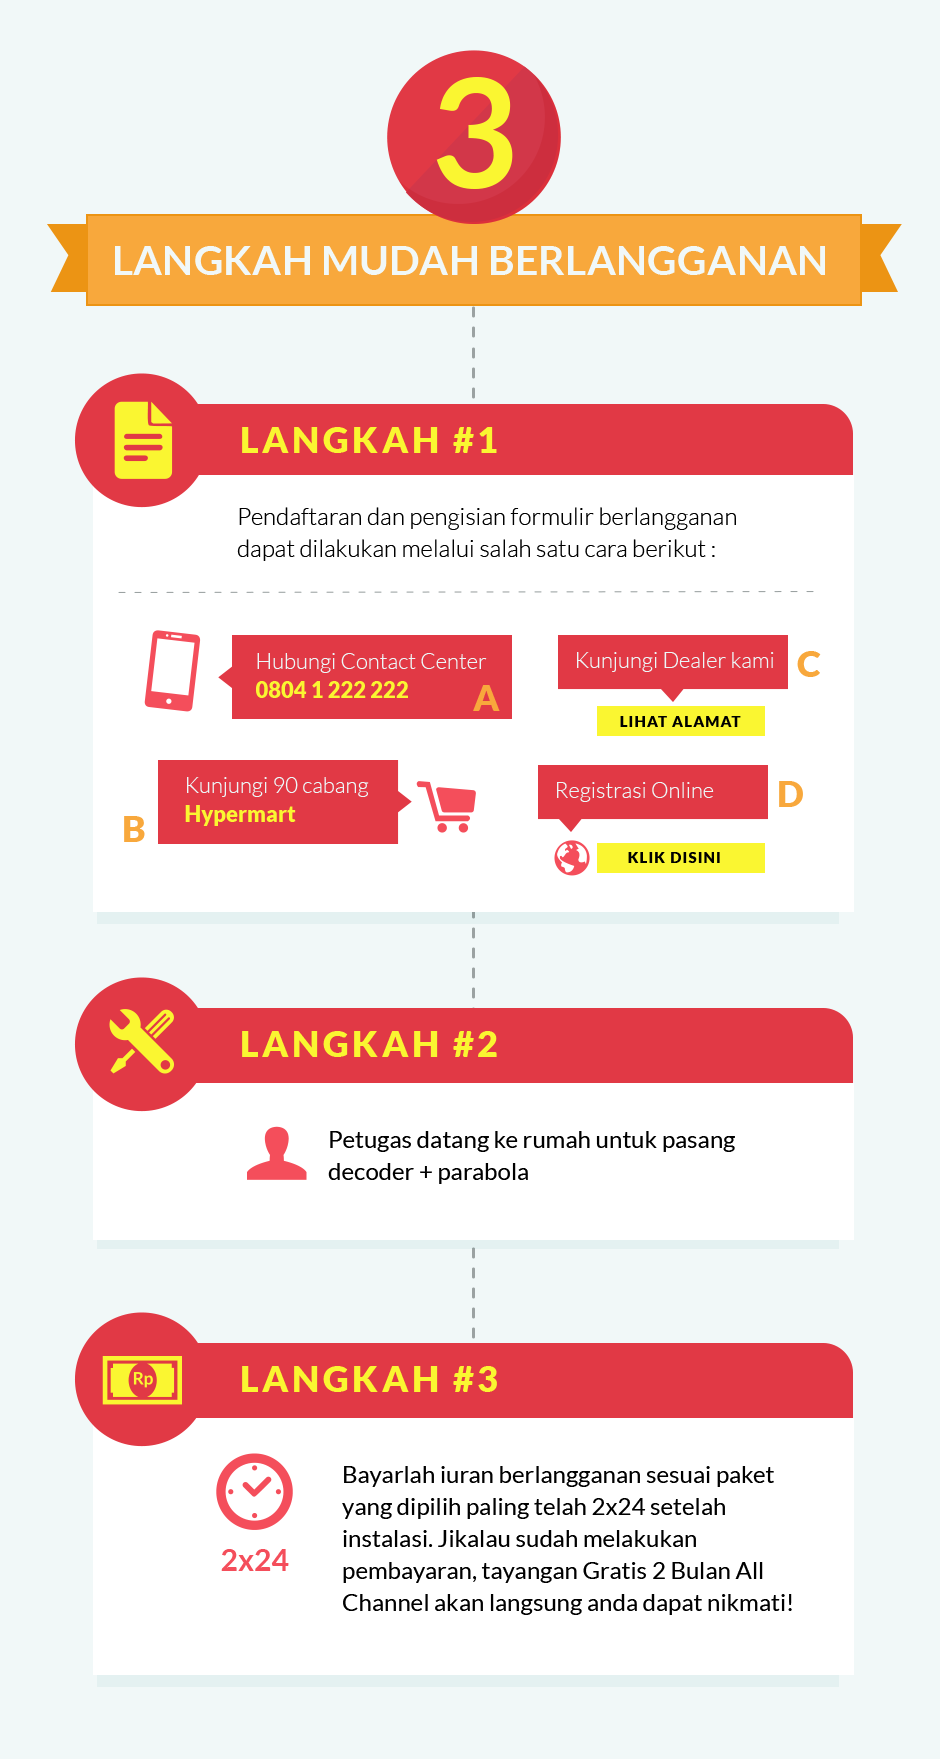 3
LANGKAH MUDAH BERLANGGANAN
LANGKAH #1
Pendaftaran dan pengisian formulir berlangganan
dapat dilakukan melalui salah satu cara berikut :
Hubungi Contact Center
0804 1 222 222
A
Kunjungi 90 cabang
Hypermart
B
Kunjungi Dealer kami
C
LIHAT ALAMAT
Registrasi Online
D
KLIK DISINI
LANGKAH #2
Petugas datang ke rumah untuk pasang
decoder + parabola
Rp
LANGKAH #3
2x24
Bayarlah iuran berlangganan sesuai paket
yang dipilih paling telah 2x24 setelah
instalasi. Jikalau sudah melakukan
pembayaran, tayangan Gratis 2 Bulan All
Channel akan langsung anda dapat nikmati!